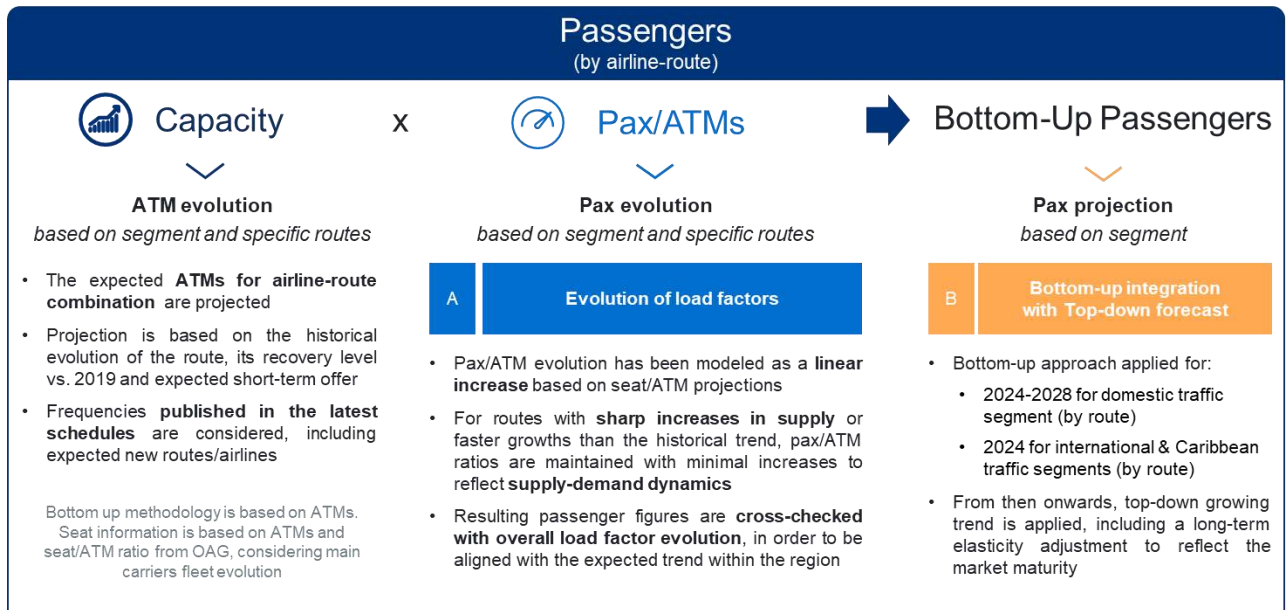 Passengers
(by airline-route)
Capacity
x
Pax/ATMs
Bottom-Up Passengers
ATM evolution
based on segment and specific routes
• The expected ATMs for airline-route
combination are projected
• Projection is based on the historical
evolution of the route, its recovery level
vs. 2019 and expected short-term offer
• Frequencies published in the latest
schedules are considered, including
expected new routes/airlines
Bottom up methodology is based on ATMs.
Seat information is based on ATMs and
seat/ATM ratio from OAG, considering main
carriers fleet evolution
Pax evolution
based on segment and specific routes
A
Evolution of load factors
• Pax/ATM evolution has been modeled as a linear
increase based on seat/ATM projections
• For routes with sharp increases in supply or
faster growths than the historical trend, pax/ATM
ratios are maintained with minimal increases to
reflect supply-demand dynamics
• Resulting passenger figures are cross-checked
with overall load factor evolution, in order to be
aligned with the expected trend within the region
Pax projection
based on segment
B
Bottom-up integration
with Top-down forecast
• Bottom-up approach applied for:
• 2024-2028 for domestic traffic
segment (by route)
• 2024 for international & Caribbean
traffic segments (by route)
• From then onwards, top-down growing
trend is applied, including a long-term
elasticity adjustment to reflect the
market maturity